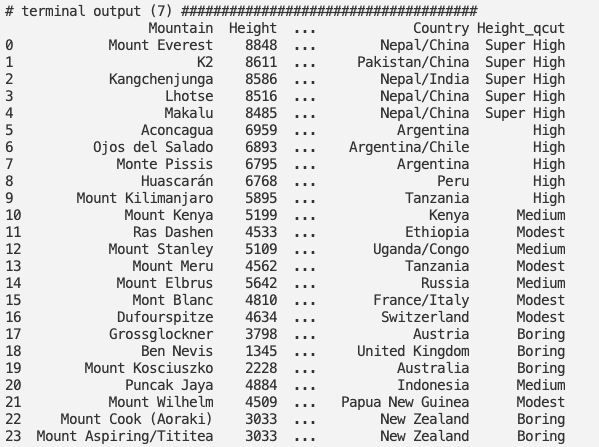 # terminal output (7) #####################################
Mountain Height ... Country Height_qcut
0 Mount Everest 8848 ... Nepal/China Super High
1 K2 8611 ... Pakistan/China Super High
2 Kangchenjunga 8586 ... Nepal/India Super High
3 Lhotse 8516 ... Nepal/China Super High
4 Makalu 8485 ... Nepal/China Super High
5 Aconcagua 6959 ... Argentina High
6 Ojos del Salado 6893 ... Argentina/Chile High
7 Monte Pissis 6795 ... Argentina High
8 Huascarán 6768 ... Peru High
9 Mount Kilimanjaro 5895 ... Tanzania High
10 Mount Kenya 5199 ... Kenya Medium
11 Ras Dashen 4533 ... Ethiopia Modest
12 Mount Stanley 5109 ... Uganda/Congo Medium
13 Mount Meru 4562 ... Tanzania Modest
14 Mount Elbrus 5642 ... Russia Medium
15 Mont Blanc 4810 ... France/Italy Modest
16 Dufourspitze 4634 ... Switzerland Modest
17 Grossglockner 3798 ... Austria Boring
18 Ben Nevis 1345 ... United Kingdom Boring
19 Mount Kosciuszko 2228 ... Australia Boring
20 Puncak Jaya 4884 ... Indonesia Medium
21 Mount Wilhelm 4509 ... Papua New Guinea Modest
22 Mount Cook (Aoraki) 3033 ... New Zealand Boring
23 Mount Aspiring/Tititea 3033 ... New Zealand Boring